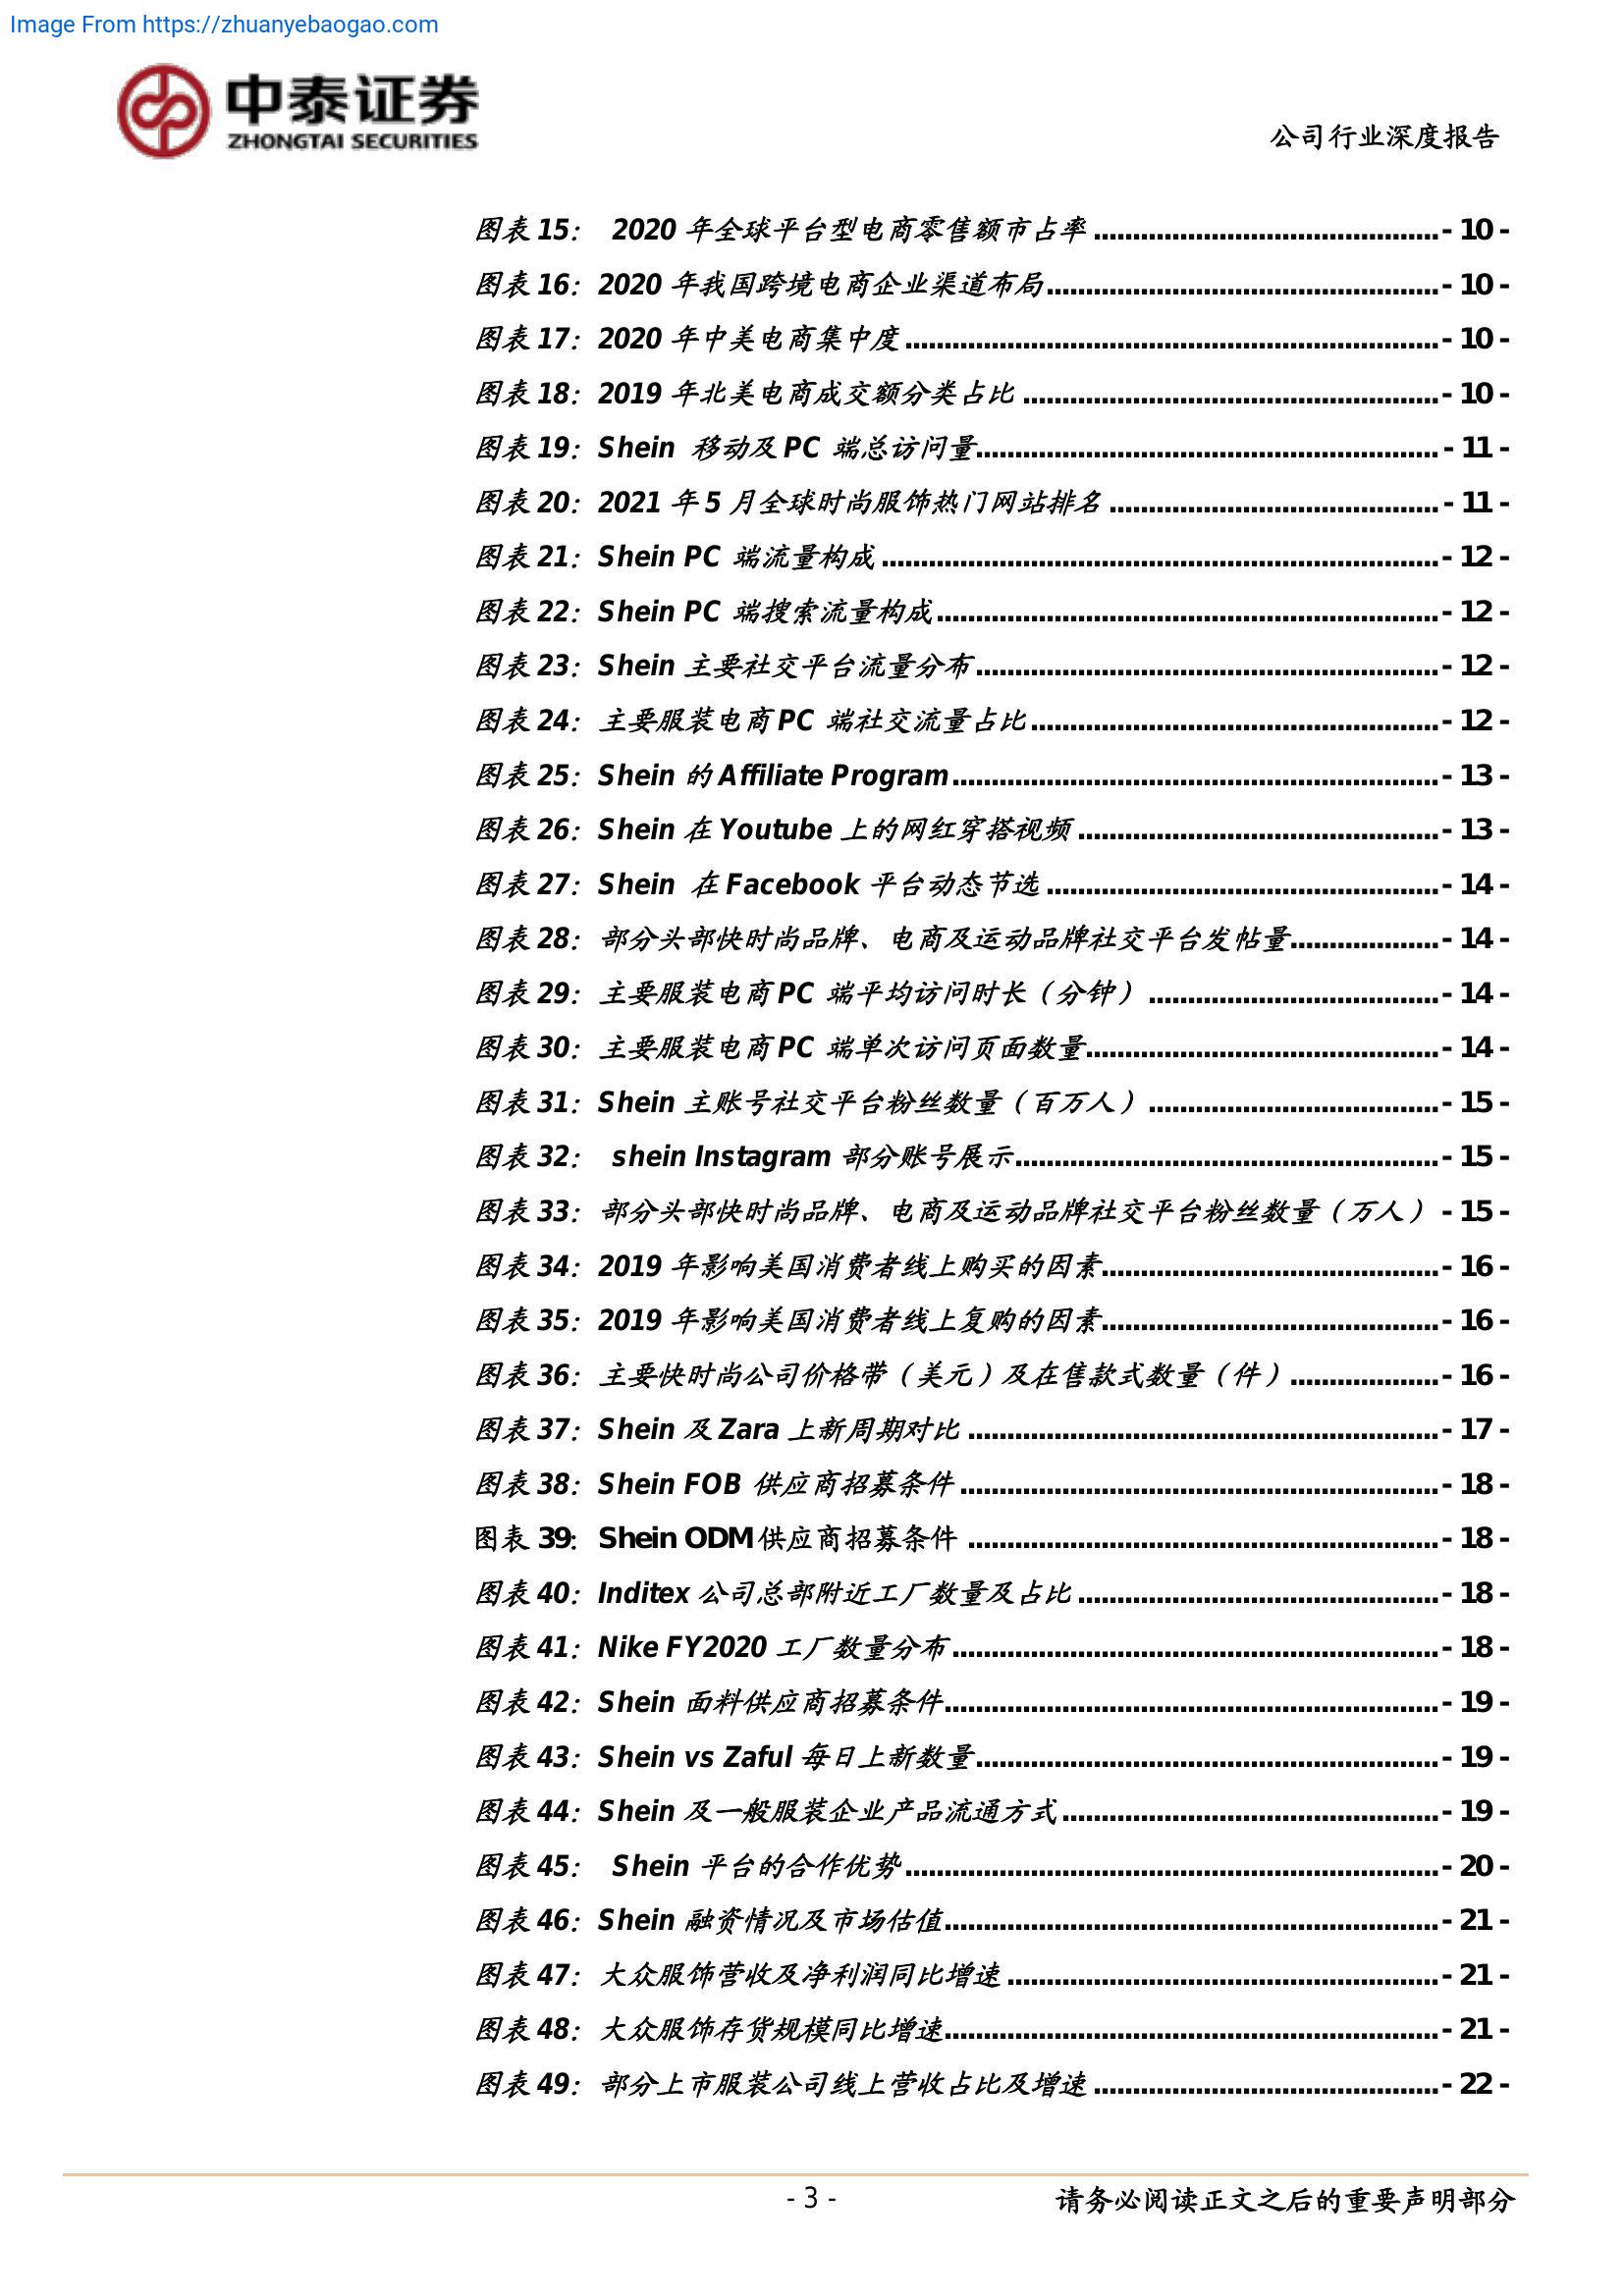 Image From https://zhuanyebaogao.com
中泰证券
ZHONGTAI SECURITIES
公司行业深度报告
图表 15： 2020 年全球平台型电商零售额市占率............................................- 10 -
图表 16：2020 年我国跨境电商企业渠道布局..................................................- 10 -
图表 17：2020 年中美电商集中度....................................................................- 10 -
图表 18：2019 年北美电商成交额分类占比.....................................................- 10 -
图表 19：Shein 移动及 PC 端总访问量...........................................................- 11 -
图表 20：2021 年 5 月全球时尚服饰热门网站排名..........................................- 11 -
图表 21：Shein PC 端流量构成.......................................................................- 12 -
图表 22：Shein PC 端搜索流量构成................................................................- 12 -
图表 23：Shein 主要社交平台流量分布...........................................................- 12 -
图表 24：主要服装电商 PC 端社交流量占比....................................................- 12 -
图表 25：Shein 的 Affiliate Program..............................................................- 13 -
图表 26：Shein 在 Youtube 上的网红穿搭视频..............................................- 13 -
图表 27：Shein 在 Facebook 平台动态节选..................................................- 14 -
图表 28：部分头部快时尚品牌、电商及运动品牌社交平台发帖量...................- 14 -
图表 29：主要服装电商 PC 端平均访问时长（分钟）.....................................- 14 -
图表 30：主要服装电商 PC 端单次访问页面数量.............................................- 14 -
图表 31：Shein 主账号社交平台粉丝数量（百万人）.....................................- 15 -
图表 32： shein Instagram 部分账号展示......................................................- 15 -
图表 33：部分头部快时尚品牌、电商及运动品牌社交平台粉丝数量（万人）- 15 -
图表 34：2019 年影响美国消费者线上购买的因素...........................................- 16 -
图表 35：2019 年影响美国消费者线上复购的因素...........................................- 16 -
图表 36：主要快时尚公司价格带（美元）及在售款式数量（件）...................- 16 -
图表 37：Shein 及 Zara 上新周期对比............................................................- 17 -
图表 38：Shein FOB 供应商招募条件.............................................................- 18 -
图表 39：Shein ODM 供应商招募条件............................................................- 18 -
图表 40：Inditex 公司总部附近工厂数量及占比..............................................- 18 -
图表 41：Nike FY2020 工厂数量分布..............................................................- 18 -
图表 42：Shein 面料供应商招募条件...............................................................- 19 -
图表 43：Shein vs Zaful 每日上新数量...........................................................- 19 -
图表 44：Shein 及一般服装企业产品流通方式................................................- 19 -
图表 45： Shein 平台的合作优势....................................................................- 20 -
图表 46：Shein 融资情况及市场估值...............................................................- 21 -
图表 47：大众服饰营收及净利润同比增速.......................................................- 21 -
图表 48：大众服饰存货规模同比增速...............................................................- 21 -
图表 49：部分上市服装公司线上营收占比及增速............................................- 22 -
- 3 -
请务必阅读正文之后的重要声明部分